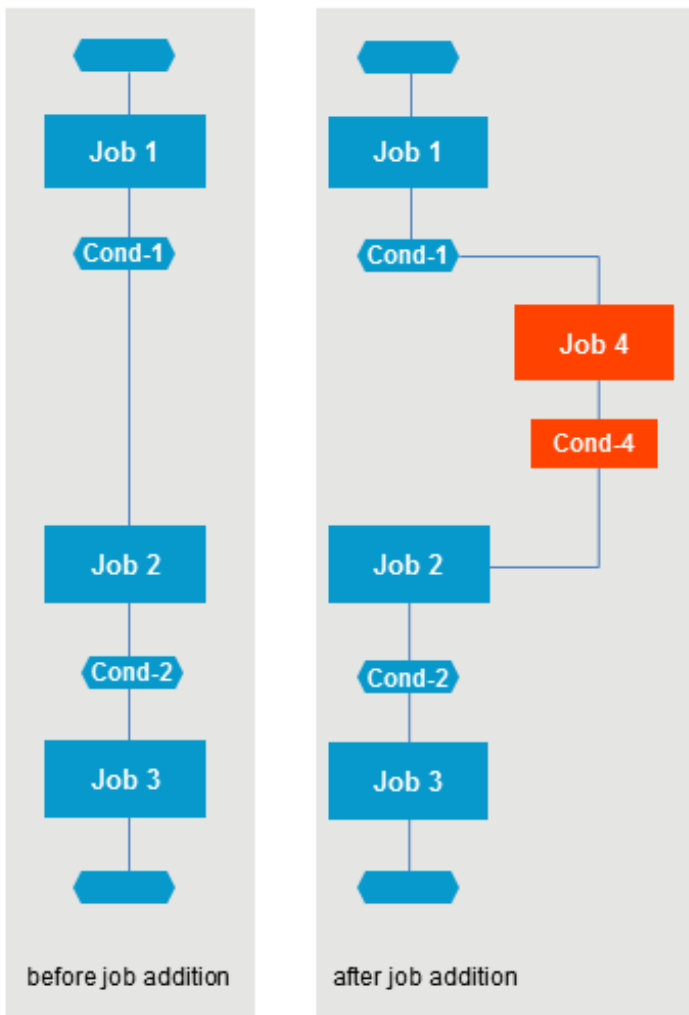 Job 1
Cond-1
Job 2
Cond-2
Job 3
before job addition
Job 1
Cond-1
Job 4
Cond-4
Job 2
Cond-2
Job 3
after job addition